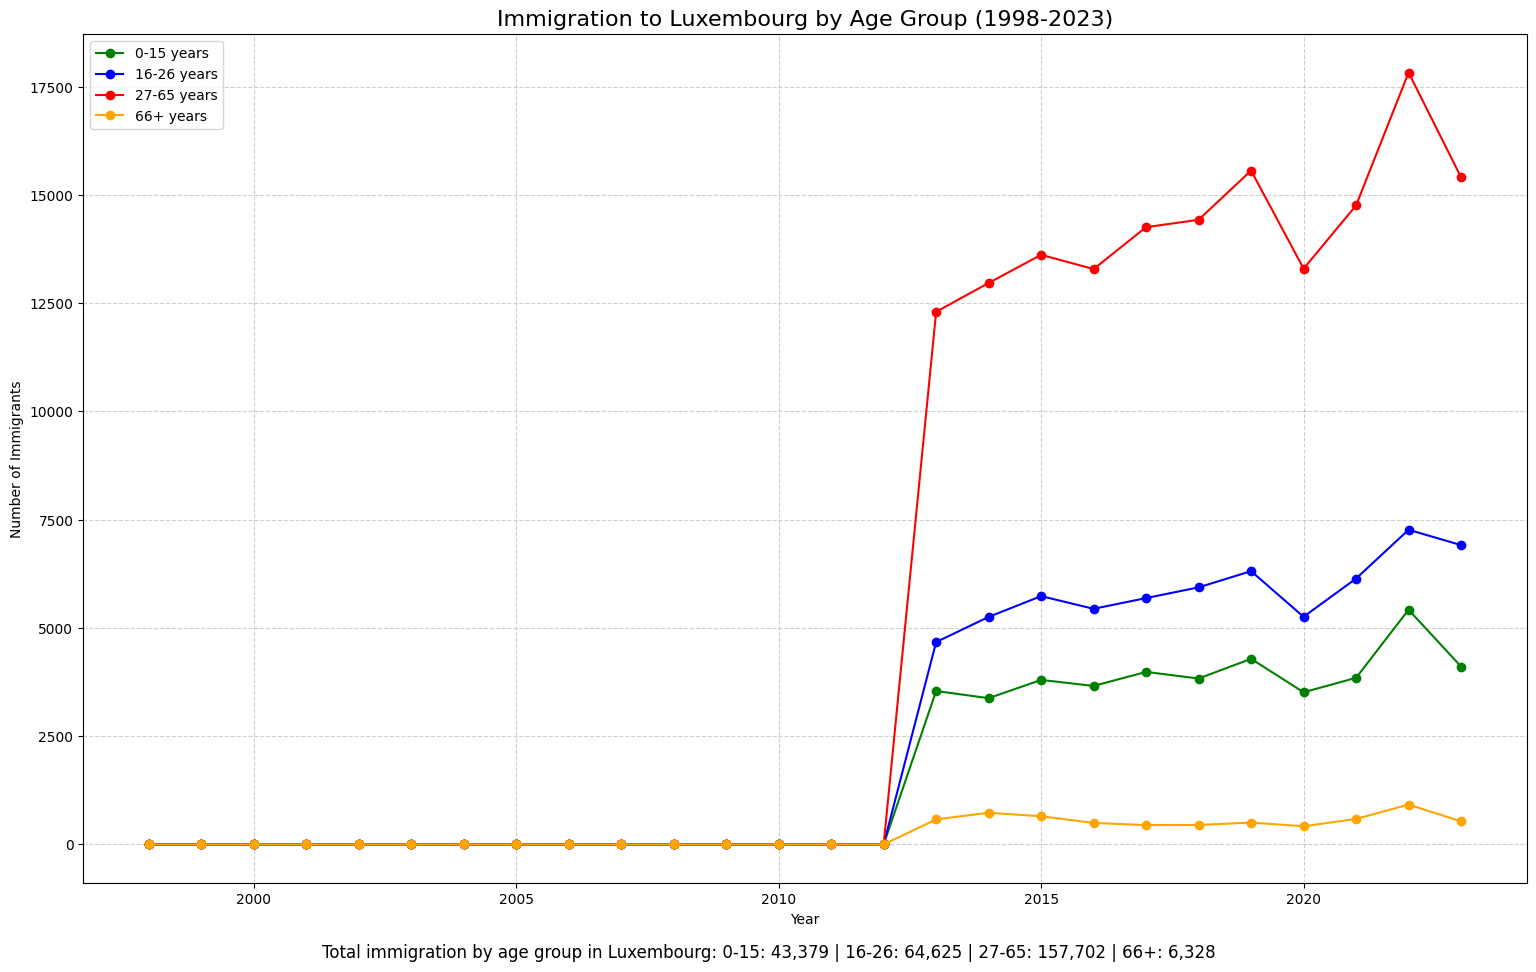 Immigration to Luxembourg by Age Group (1998-2023)
0-15 years
16-26 years
27-65 years
66+ years
Number of Immigrants
17500
15000
12500
10000
7500
5000
2500
0
2000
2005
2010
2015
2020
Year
Total immigration by age group in Luxembourg: 0-15: 43,379 | 16-26: 64,625 | 27-65: 157,702 | 66+: 6,328